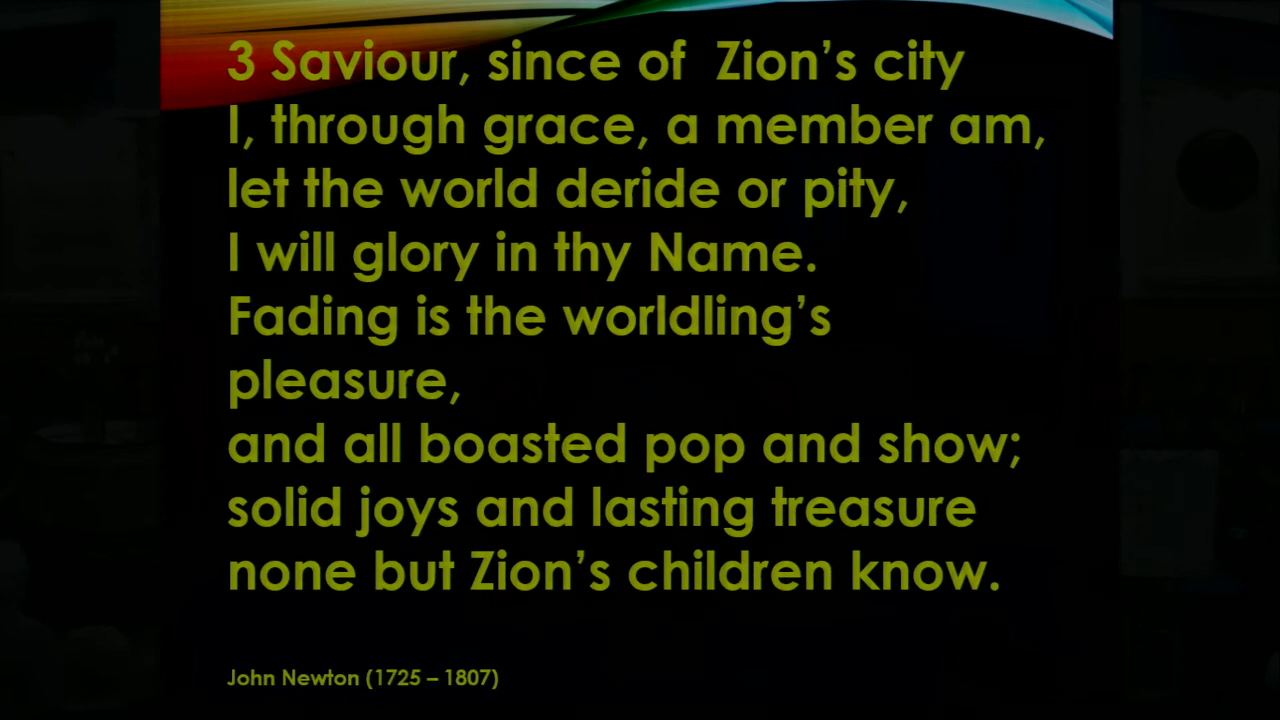 3 Saviour, since of  Zion’s city
I, through grace, a member am,
let the world deride or pity,
I will glory in thy Name.
Fading is the worldling’s
pleasure,
and all boasted pop and show;
solid joys and lasting treasure
none but Zion’s children know.
John Newton (1725 – 1807)